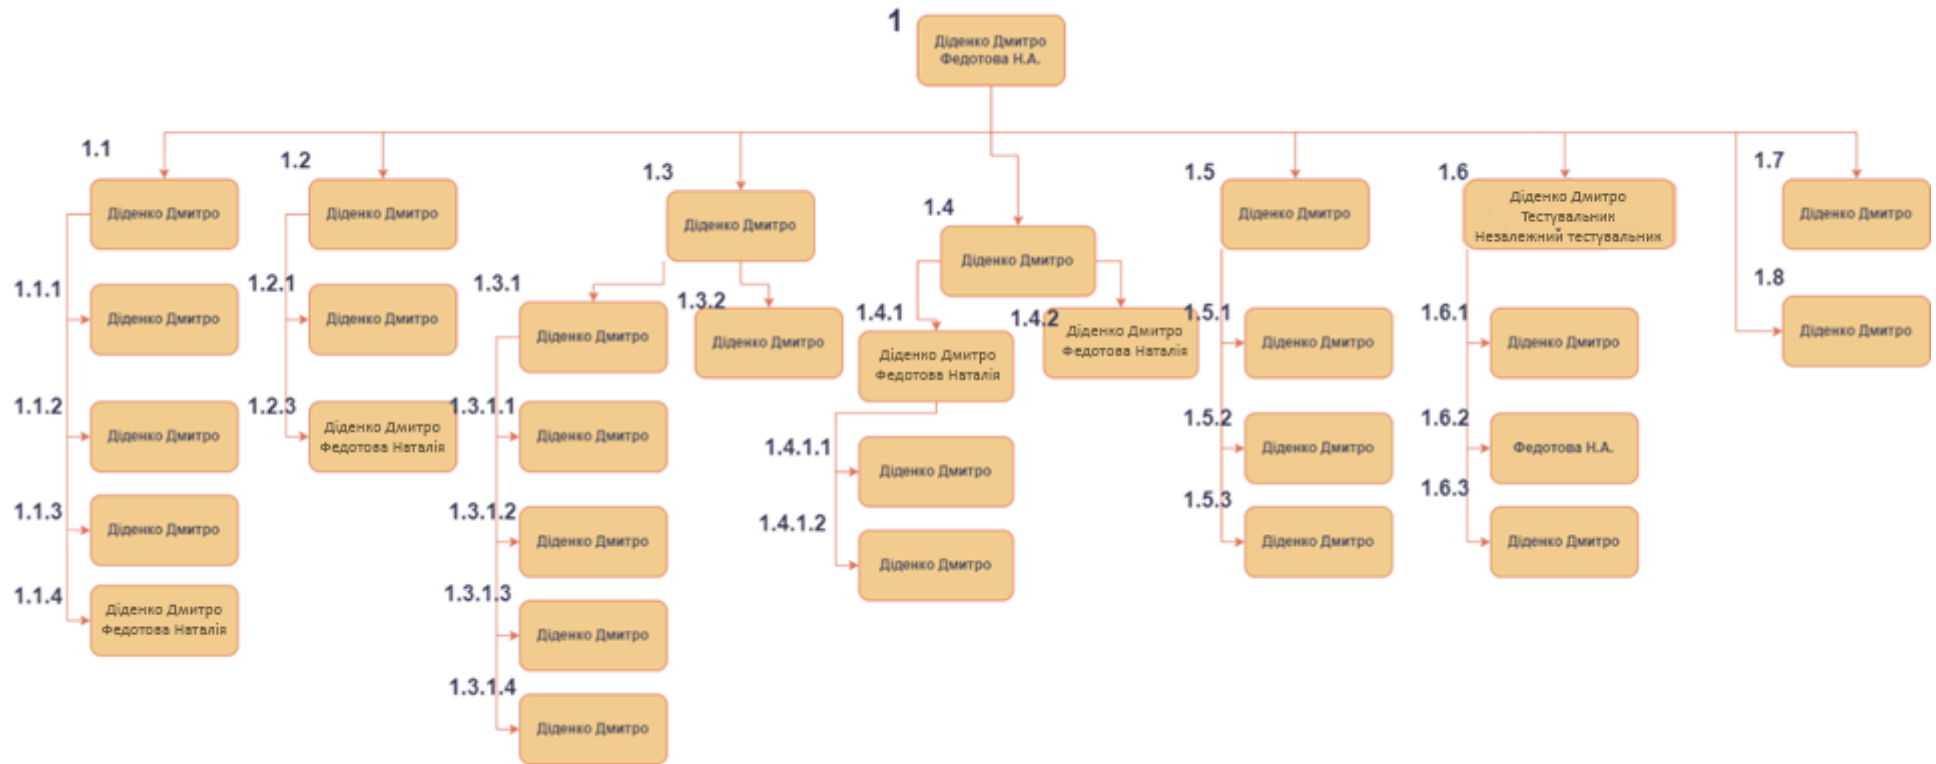 1
Діденко Дмитро
Федотова Н.А.
1.1
Діденко Дмитро
1.1.1
Діденко Дмитро
1.1.2
Діденко Дмитро
1.1.3
Діденко Дмитро
1.1.4
Діденко Дмитро
Федотова Наталія
1.2
Діденко Дмитро
1.2.1
Діденко Дмитро
1.2.3
Діденко Дмитро
Федотова Наталія
1.3
Діденко Дмитро
1.3.1
Діденко Дмитро
1.3.1.1
Діденко Дмитро
1.3.1.2
Діденко Дмитро
1.3.1.3
Діденко Дмитро
1.3.1.4
Діденко Дмитро
1.3.2
Діденко Дмитро
1.4
Діденко Дмитро
1.4.1
Діденко Дмитро
Федотова Наталія
1.4.1.1
Діденко Дмитро
1.4.1.2
Діденко Дмитро
1.4.2
Діденко Дмитро
Федотова Наталія
1.5
Діденко Дмитро
1.5.1
Діденко Дмитро
1.5.2
Діденко Дмитро
1.5.3
Діденко Дмитро
1.6
Діденко Дмитро
Тестувальник
Незалежний тестувальник
1.6.1
Діденко Дмитро
1.6.2
Федотова Н.А.
1.6.3
Діденко Дмитро
1.7
Діденко Дмитро
1.8
Діденко Дмитро